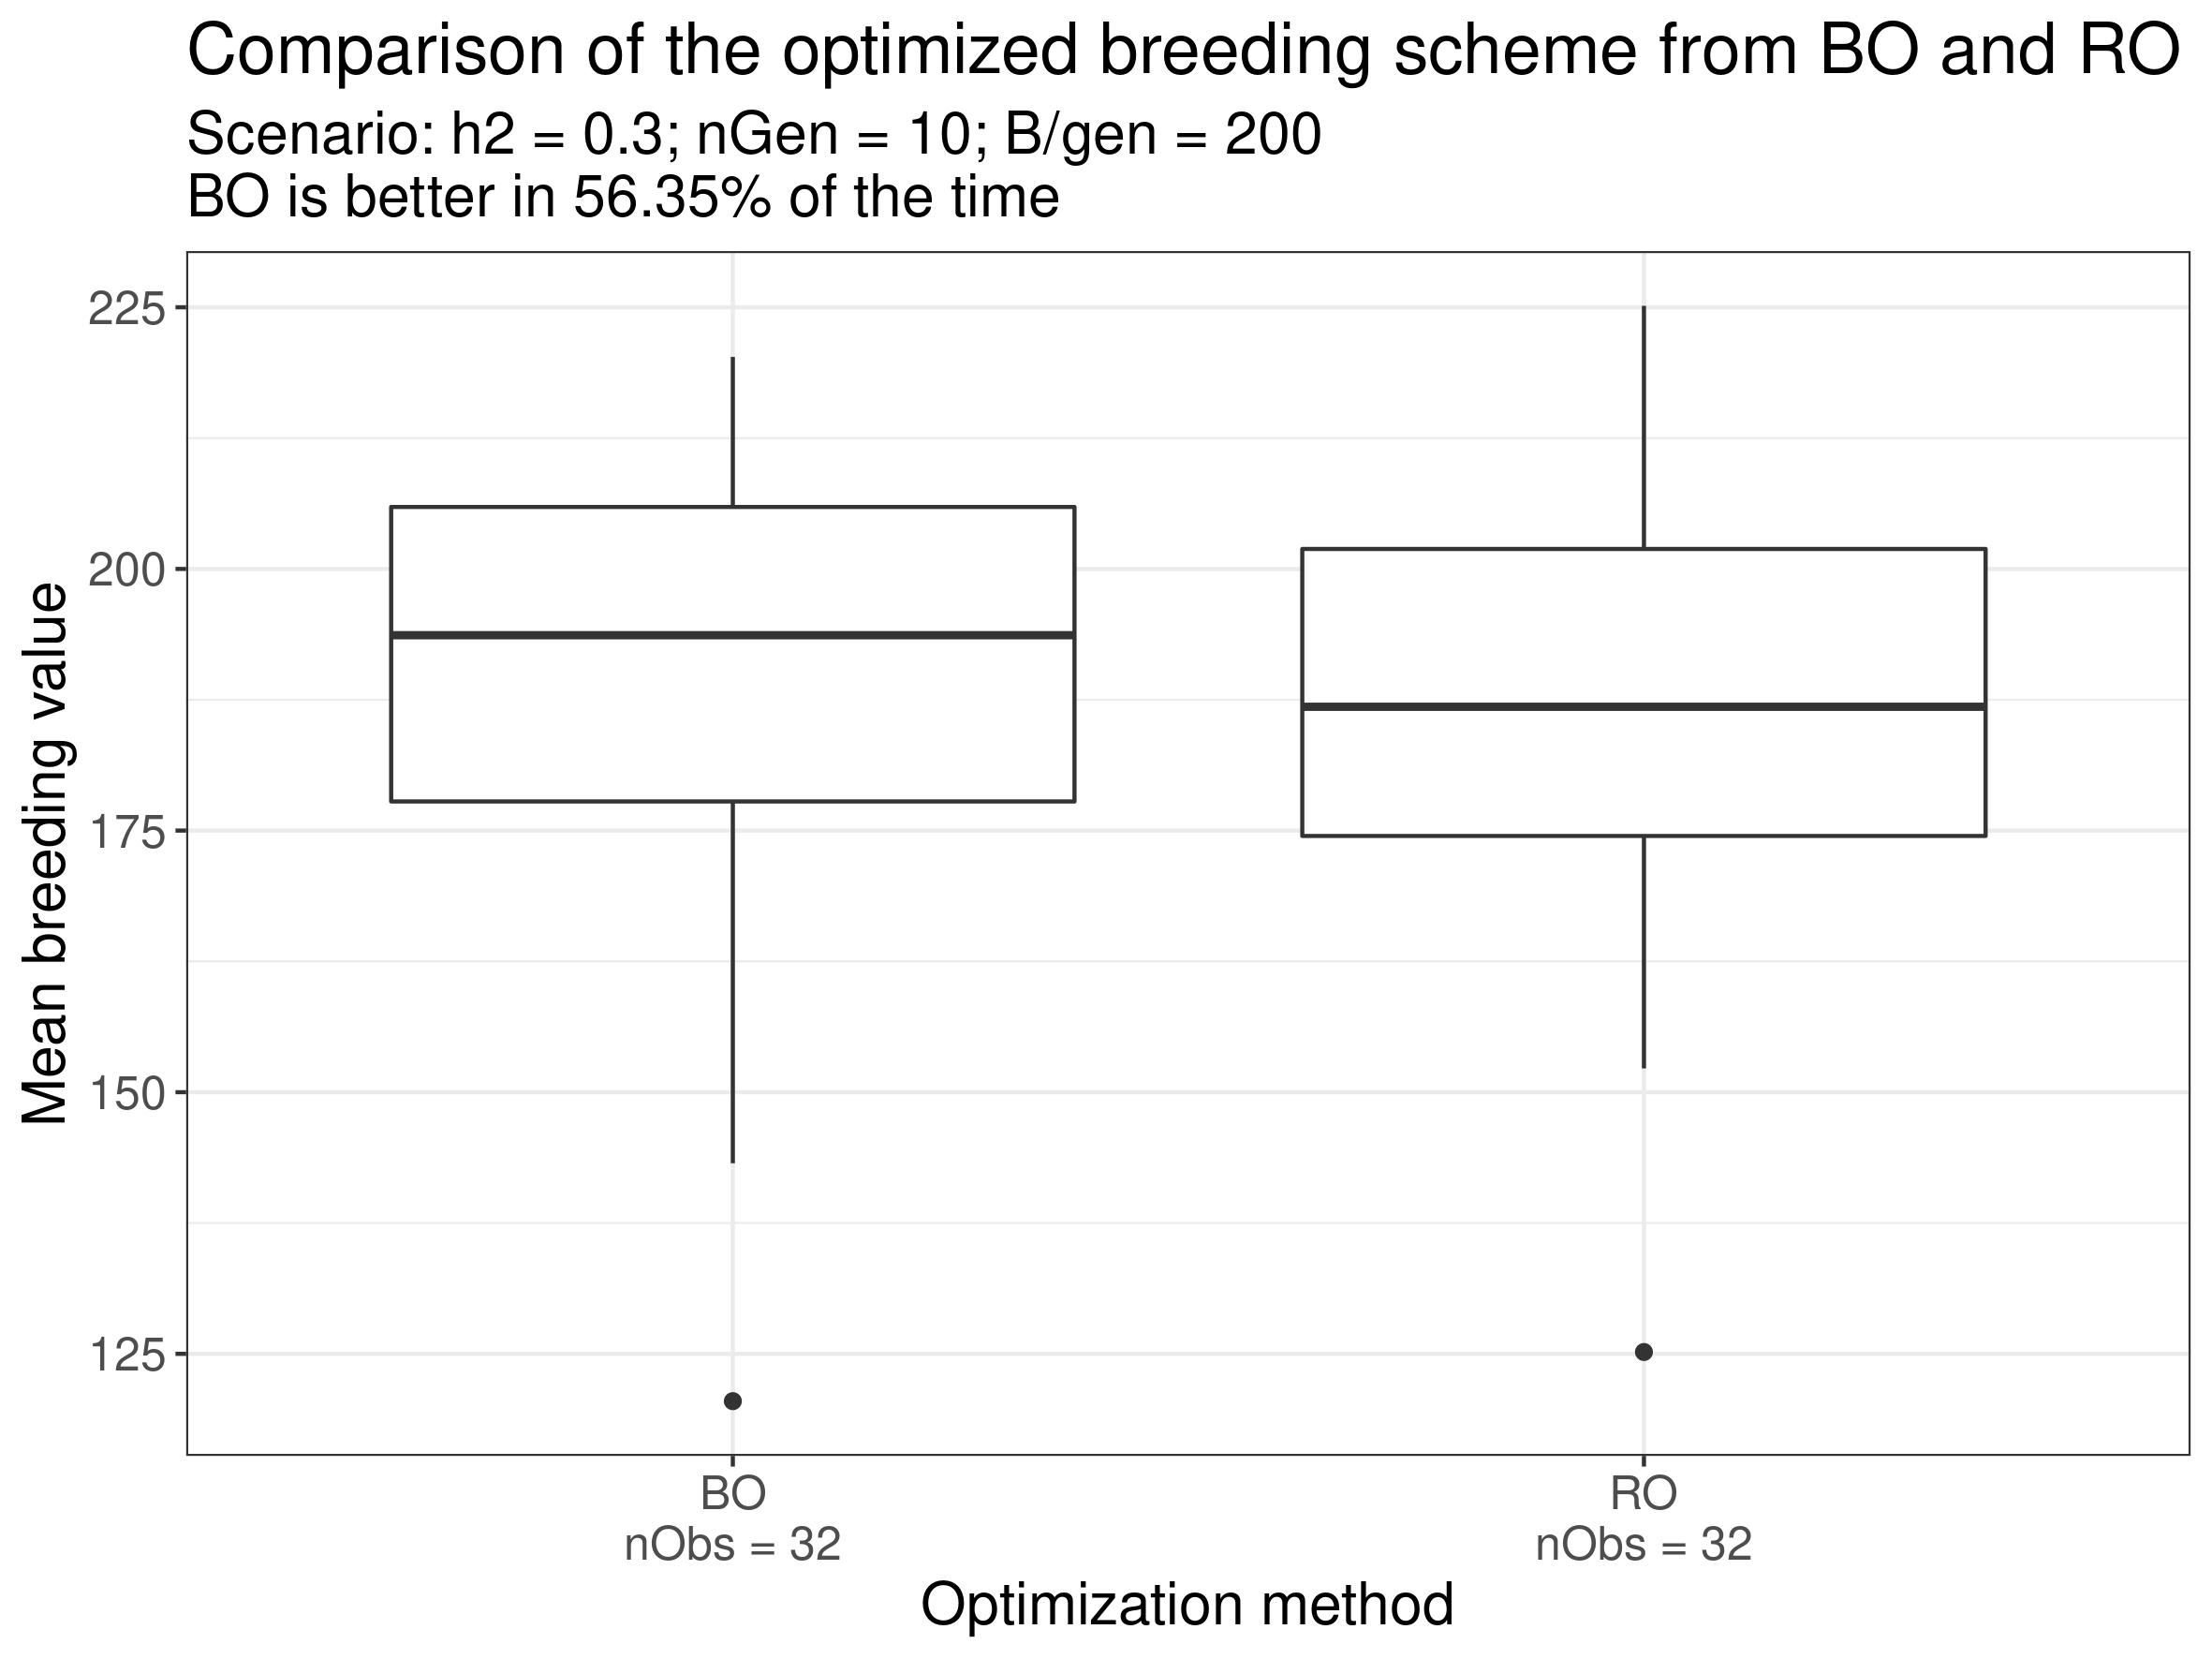 Comparison of the optimized breeding scheme from BO and RO
Scenario: h2 = 0.3; nGen = 10; B/gen = 200
BO is better in 56.35% of the time
Mean breeding value
225
200
175
150
125
BO
nObs = 32
RO
nObs = 32
Optimization method